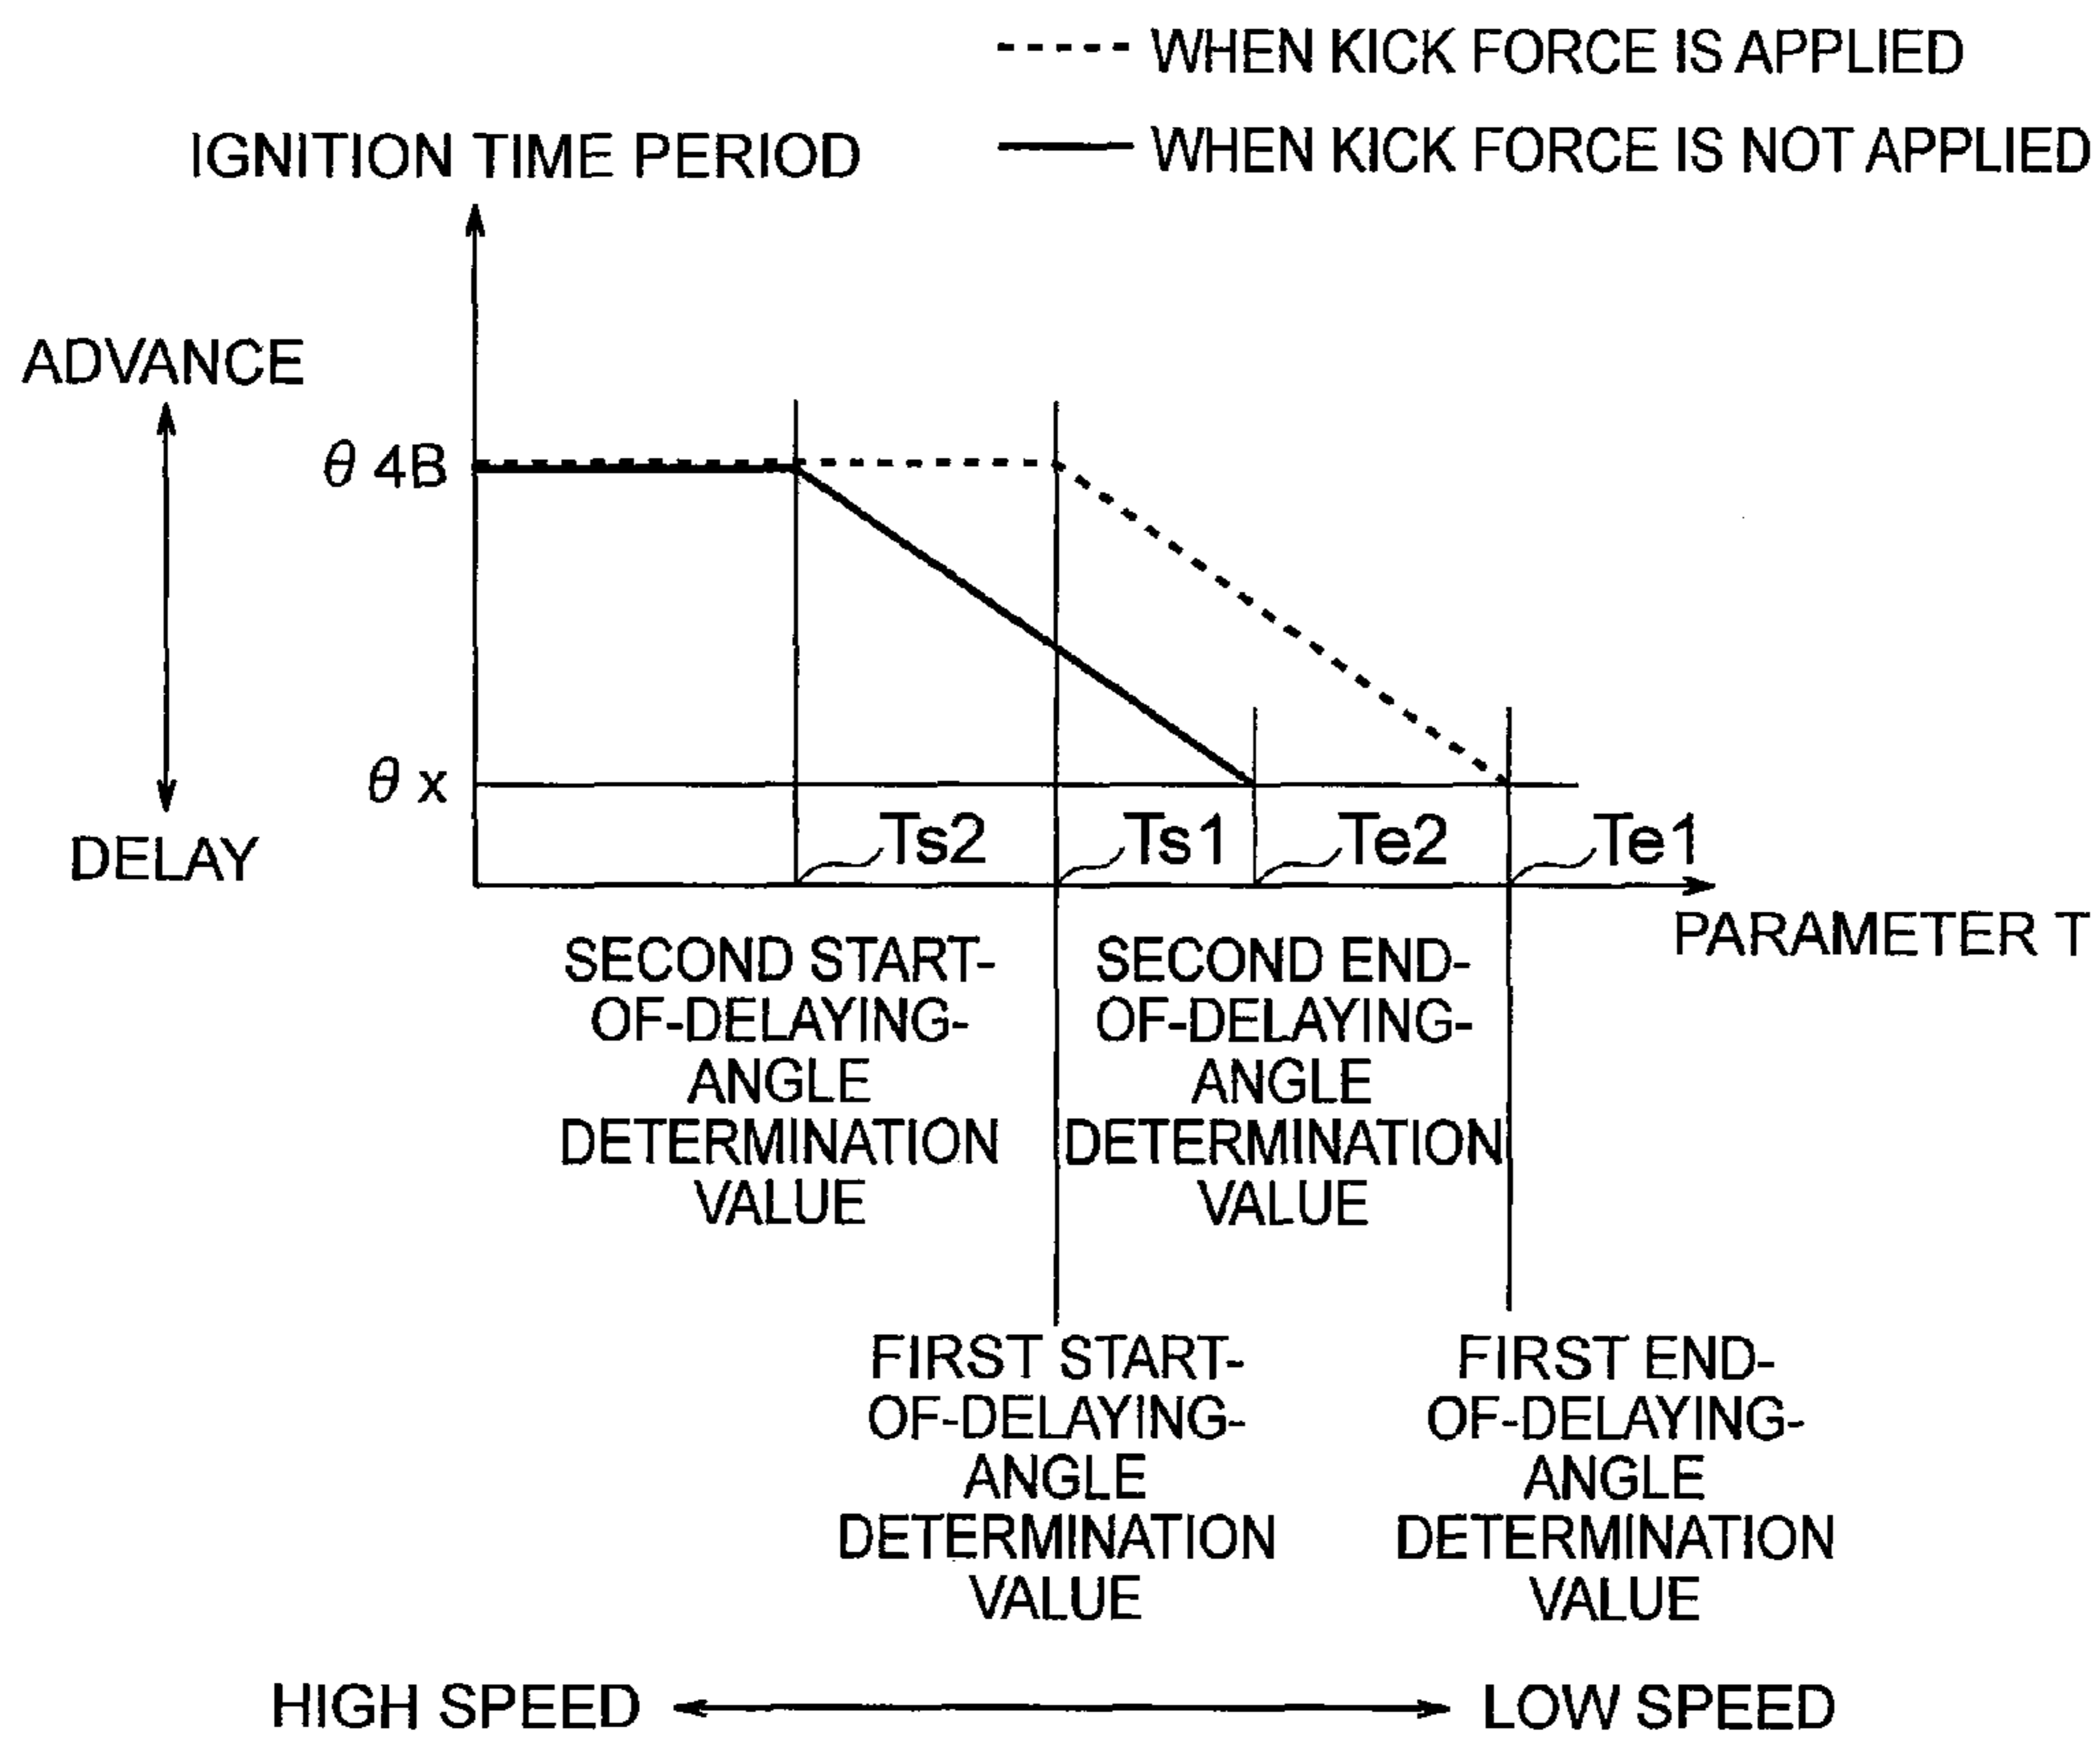 WHEN KICK FORCE IS APPLIED
WHEN KICK FORCE IS NOT APPLIED
IGNITION TIME PERIOD
ADVANCE
θ 4B
θ x
DELAY
Ts2
Ts1
Te2
Te1
PARAMETER T
SECOND START-
OF-DELAYING-
ANGLE
DETERMINATION
VALUE
SECOND END-
OF-DELAYING-
ANGLE
DETERMINATION
VALUE
FIRST START-
OF-DELAYING-
ANGLE
DETERMINATION
VALUE
FIRST END-
OF-DELAYING-
ANGLE
DETERMINATION
VALUE
HIGH SPEED
LOW SPEED